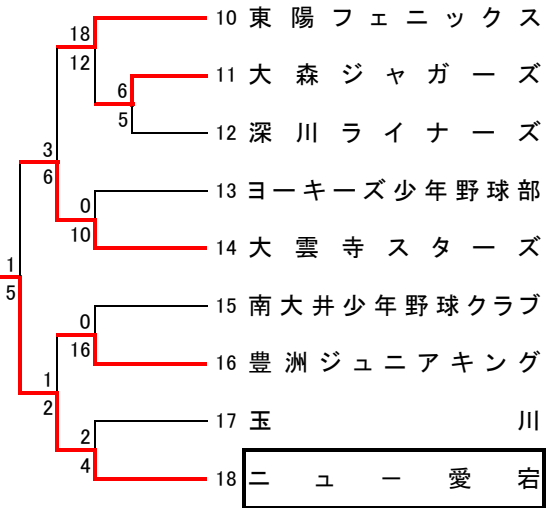 18
10 東陽フェニックス
12
6
11 大森ジャガーズ
5
12 深川ライナーズ
3
6
0
13 ヨーキーズ少年野球部
10
14 大雲寺スターズ
1
5
0
15 南大井少年野球クラブ
16
16 豊洲ジュニアキング
1
2
2
17 玉川
4
18 ニュー愛宕